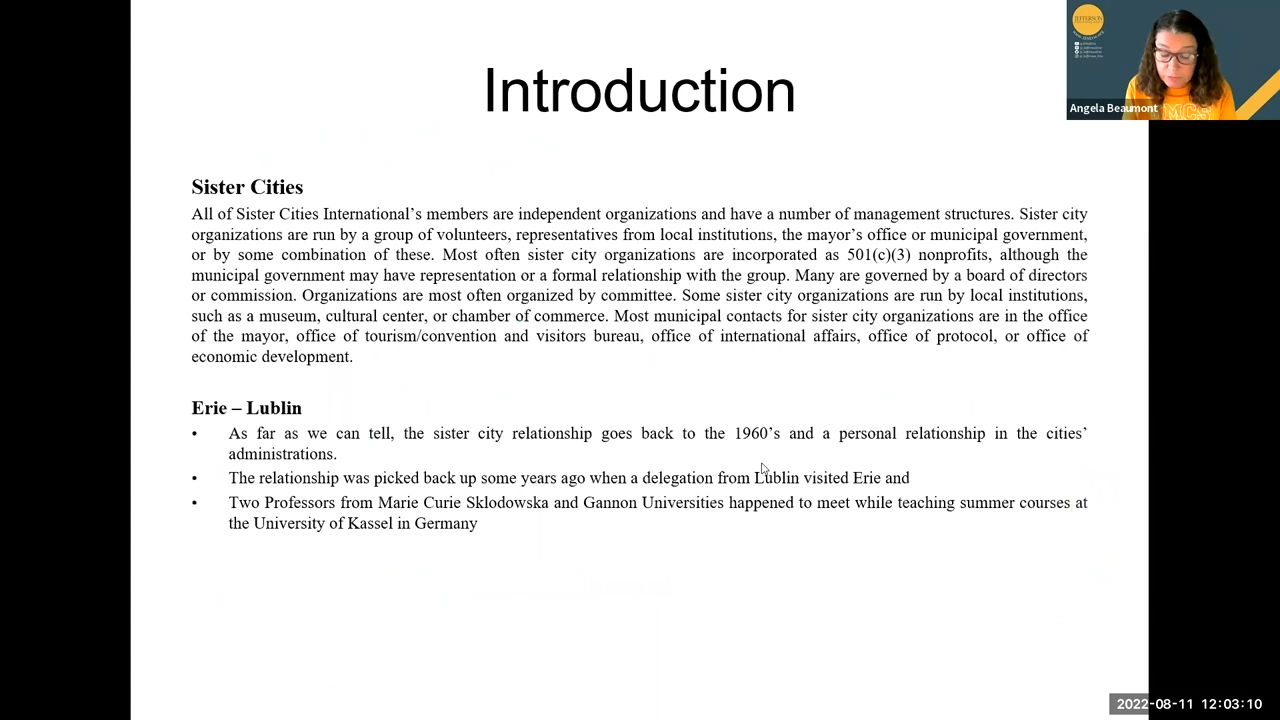 Introduction
JEFFERSON
Angela Beaumont
MCS
Sister Cities
All of Sister Cities International’s members are independent organizations and have a number of management structures. Sister city
organizations are run by a group of volunteers, representatives from local institutions, the mayor’s office or municipal government,
or by some combination of these. Most often sister city organizations are incorporated as 501(c)(3) nonprofits, although the
municipal government may have representation or a formal relationship with the group. Many are governed by a board of directors
or commission. Organizations are most often organized by committee. Some sister city organizations are run by local institutions,
such as a museum, cultural center, or chamber of commerce. Most municipal contacts for sister city organizations are in the office
of the mayor, office of tourism/convention and visitors bureau, office of international affairs, office of protocol, or office of
economic development.
Erie – Lublin
• As far as we can tell, the sister city relationship goes back to the 1960’s and a personal relationship in the cities’
administrations.
• The relationship was picked back up some years ago when a delegation from Lublin visited Erie and
• Two Professors from Marie Curie Sklodowska and Gannon Universities happened to meet while teaching summer courses at
the University of Kassel in Germany
2022-08-11 12:03:10